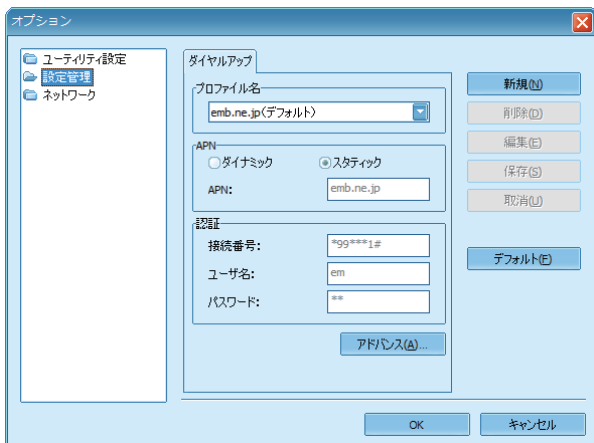 オプション
ユーティリティ設定
設定管理
ネットワーク
ダイヤルアップ
プロファイル名
emb.ne.jp(デフォルト)
APN
ダイナミック
スタティック
APN:
emb.ne.jp
認証
接続番号:
*99***1#
ユーザ名:
em
パスワード:
**
アドバンス(A)...
新規(N)
削除(D)
編集(E)
保存(S)
取消(U)
デフォルト(F)
OK
キャンセル